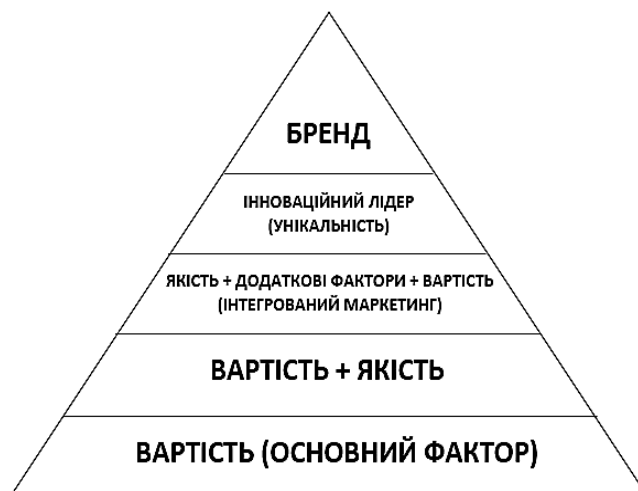 БРЕНД
ІННОВАЦІЙНИЙ ЛІДЕР
(УНІКАЛЬНІСТЬ)
ЯКІСТЬ + ДОДАТКОВІ ФАКТОРИ + ВАРТІСТЬ
(ІНТЕГРОВАНИЙ МАРКЕТИНГ)
ВАРТІСТЬ + ЯКІСТЬ
ВАРТІСТЬ (ОСНОВНИЙ ФАКТОР)